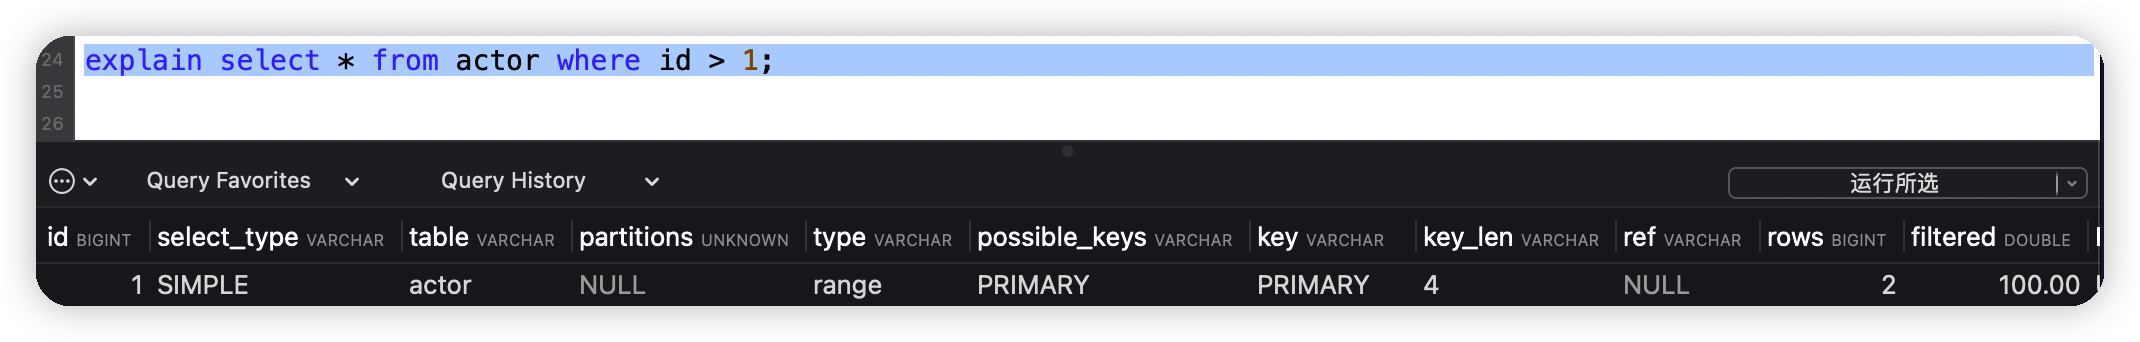 24 explain select * from actor where id > 1;
25
26
Query Favorites Query History 运行所选
id BIGINT select_type VARCHAR table VARCHAR partitions UNKNOWN type VARCHAR possible_keys VARCHAR key VARCHAR key_len VARCHAR ref VARCHAR rows BIGINT filtered DOUBLE
1 SIMPLE actor NULL range PRIMARY PRIMARY 4 NULL 2 100.00